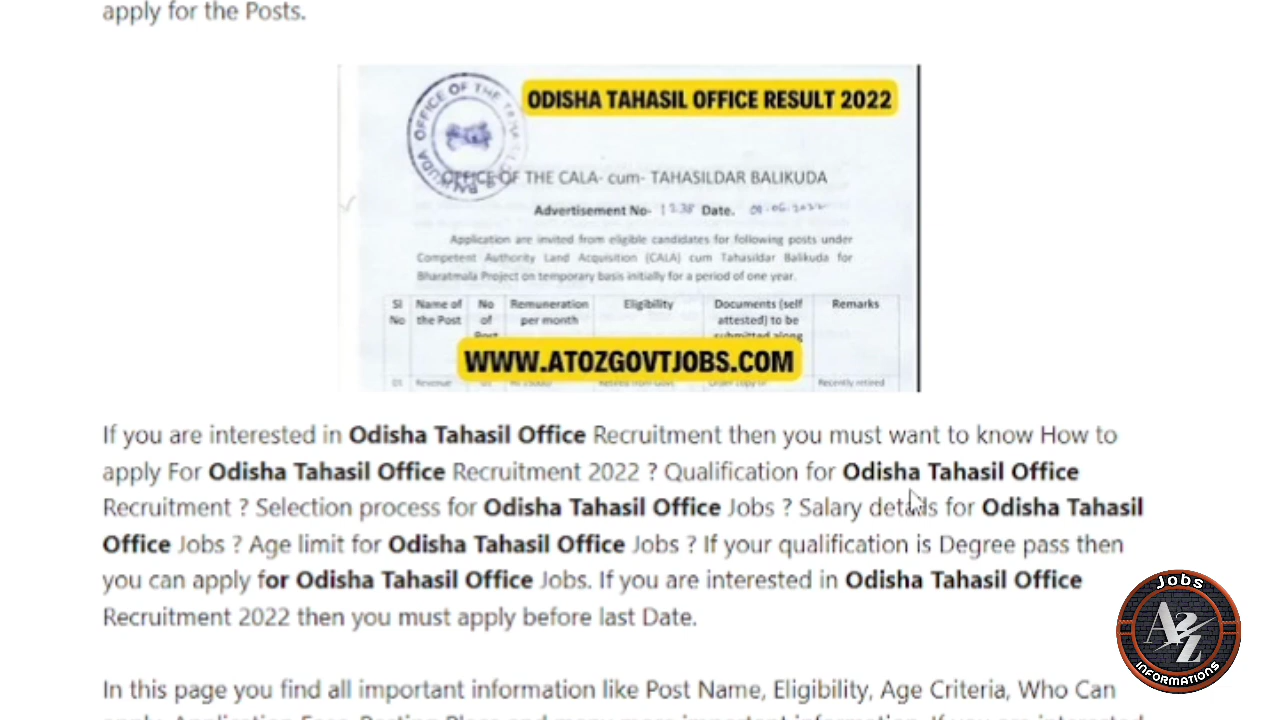 apply for the Posts.
ODISHA TAHASIL OFFICE RESULT 2022
OFFICE OF THE CALA- cum- TAHASILDAR BALIKUDA
Advertisement No- Date.
Application are invited from eligible candidates for following posts under
Competent Authority Land Acquisition (CALA) cum Tahasildar Balikuda for
Bharatmala Project on temporary basis initially for a period of one year.
Sl No Name of the Post No of Post Remuneration per month Eligibility Documents (self attested) to be submitted along Remarks
WWW.ATOZGOVTJOBS.COM
01 Revenue Recently retired
If you are interested in Odisha Tahasil Office Recruitment then you must want to know How to
apply For Odisha Tahasil Office Recruitment 2022 ? Qualification for Odisha Tahasil Office
Recruitment ? Selection process for Odisha Tahasil Office Jobs ? Salary details for Odisha Tahasil
Office Jobs ? Age limit for Odisha Tahasil Office Jobs ? If your qualification is Degree pass then
you can apply for Odisha Tahasil Office Jobs. If you are interested in Odisha Tahasil Office
Recruitment 2022 then you must apply before last Date.
Jobs
A2Z
INFORMATIONS
In this page you find all important information like Post Name, Eligibility, Age Criteria, Who Can